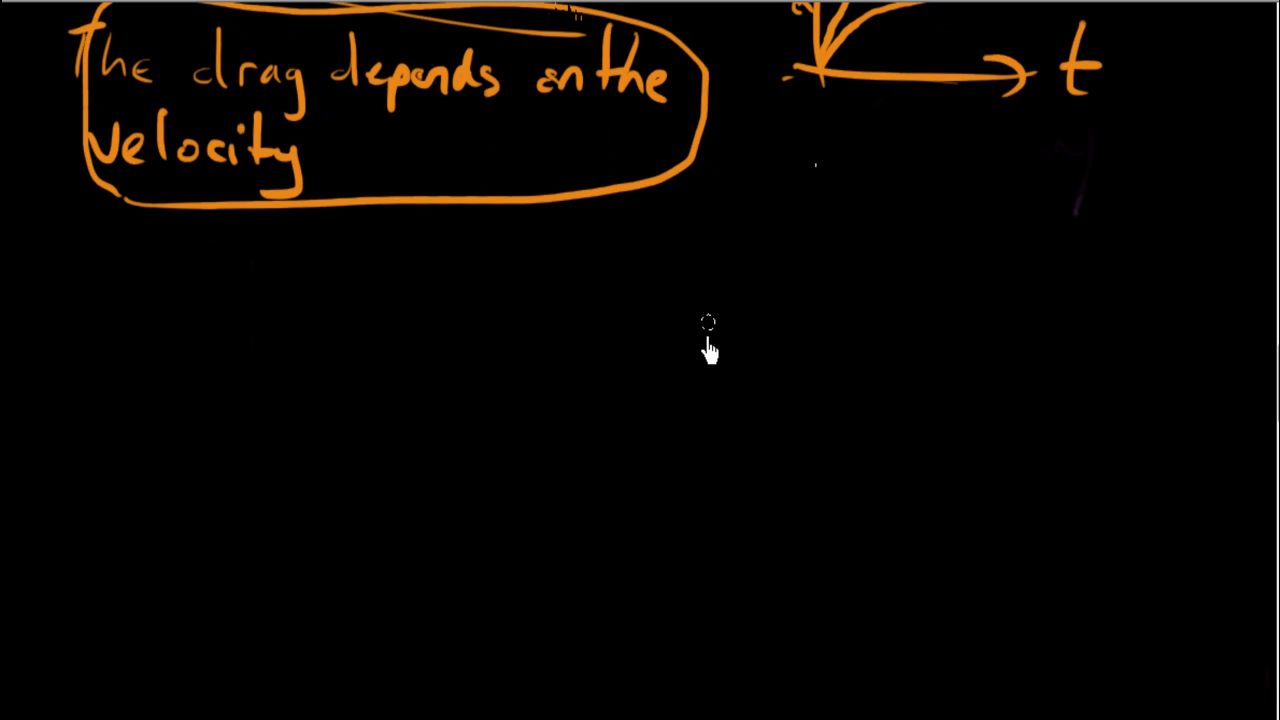 The drag depends on the
velocity
t